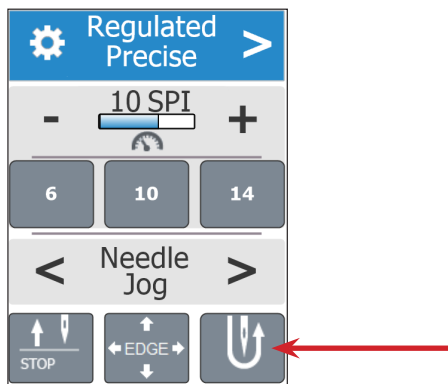 Regulated
Precise
>
- 10 SPI +
6 10 14
< Needle >
Jog
STOP
EDGE